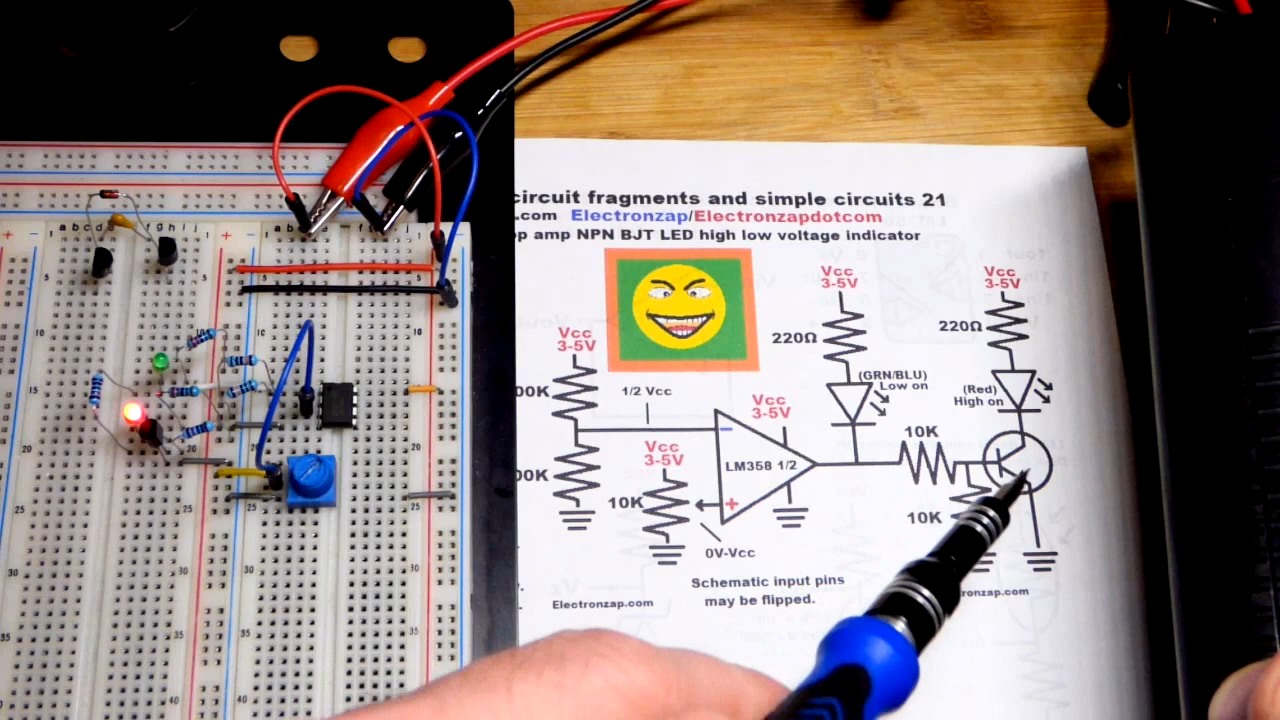 circuit fragments and simple circuits 21
.com Electronzap/Electronzapdotcom
op amp NPN BJT LED high low voltage indicator
Vcc
3-5V
Vcc
3-5V
220Ω
220Ω
Vcc
3-5V
(GRN/BLU)
Low on
(Red)
High on
00K
1/2 Vcc
Vcc
3-5V
10K
Vcc
3-5V
LM358 1/2
00K
10K
10K
0V-Vcc
Schematic input pins
may be flipped.
Electronzap.com
ronzap.com
a b c d e
f g h i j